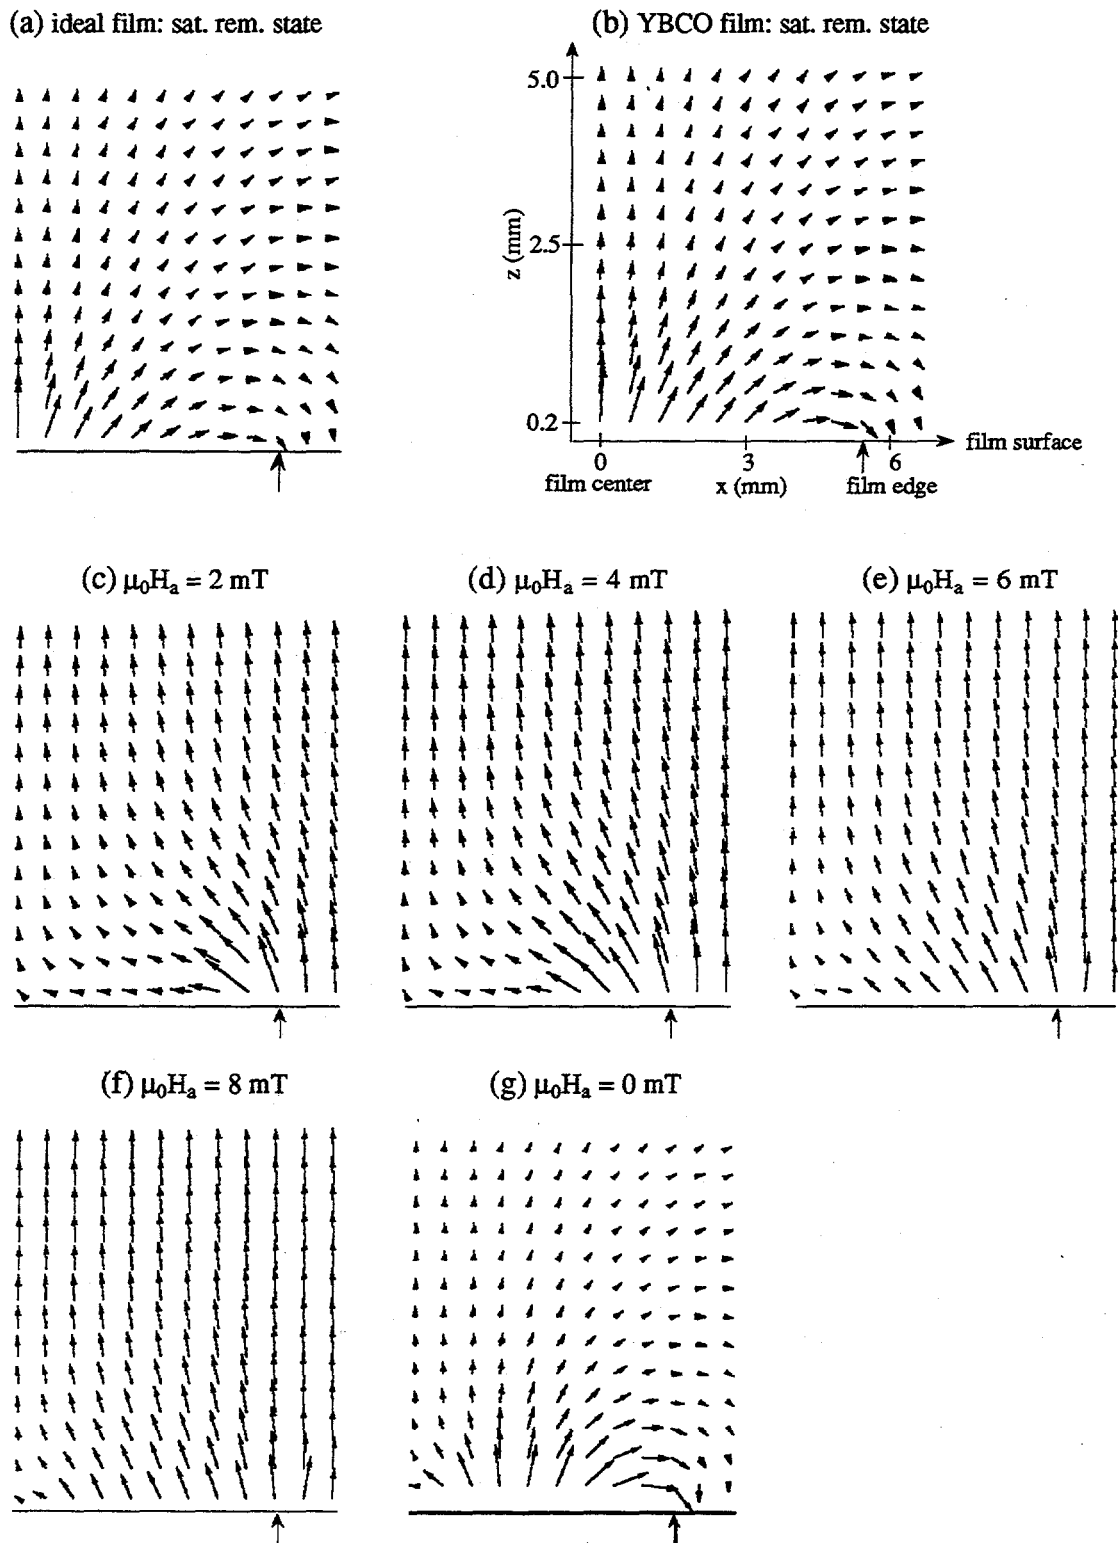 (a) ideal film: sat. rem. state
(b) YBCO film: sat. rem. state
5.0
2.5
0.2
z (mm)
0
3
6
film surface
film center
x (mm)
film edge
(c) μ₀Hₐ = 2 mT
(d) μ₀Hₐ = 4 mT
(e) μ₀Hₐ = 6 mT
(f) μ₀Hₐ = 8 mT
(g) μ₀Hₐ = 0 mT